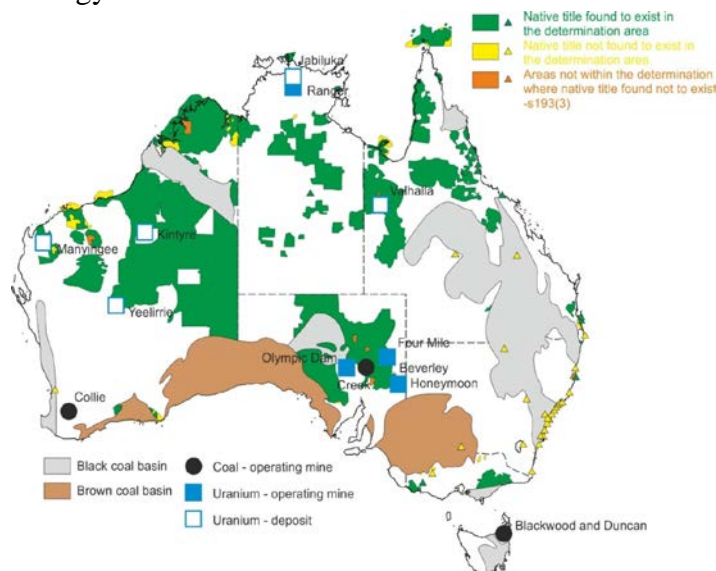 Native title found to exist in
the determination area
Native title not found to exist in
the determination area
Areas not within the determination
where native title found not to exist
-s193(3)
Jabiluka
Ranger
Valhalla
Kintyre
Manyingee
Yeelirrie
Four Mile
Olympic Dam
Beverley
Creek
Honeymoon
Collie
Black coal basin
Coal - operating mine
Brown coal basin
Uranium - operating mine
Uranium - deposit
Blackwood and Duncan